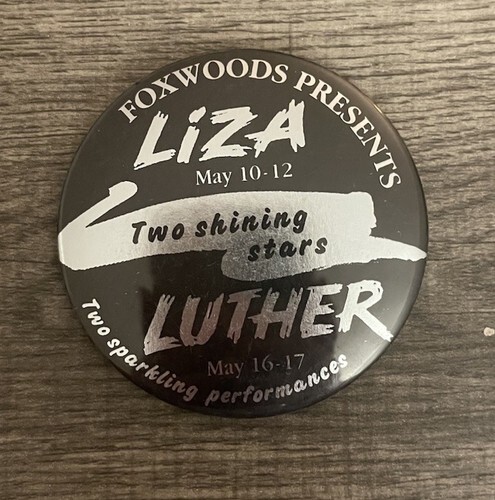 FOXWOODS PRESENTS
LiZA
May 10-12
Two shining
stars
LUTHER
May 16-17
Two sparkling performances